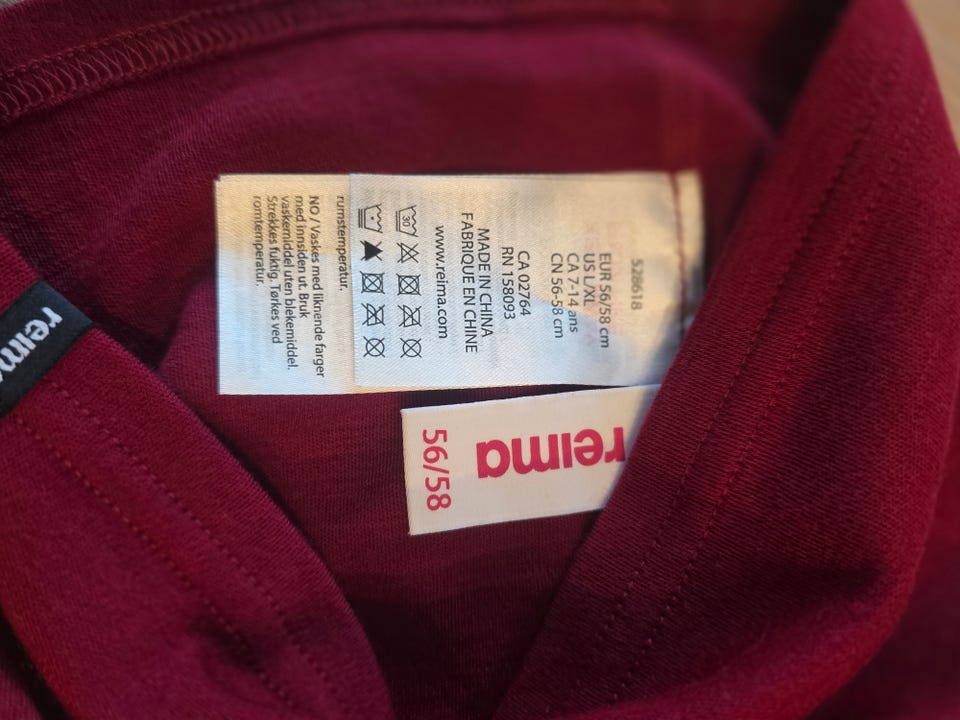 528618
EUR 56/58 cm
US L/XL
CA 7-14 ans
CN 56-58 cm
CA 02764
RN 158093
MADE IN CHINA
FABRIQUE EN CHINE
www.reima.com
30
rumstemperatur.
NO / Vaskes med liknende farger
med innsiden ut. Bruk
vaskemiddel uten blekemiddel.
Strekkes fuktig. Tørkes ved
romtemperatur.
reima
56/58
reima